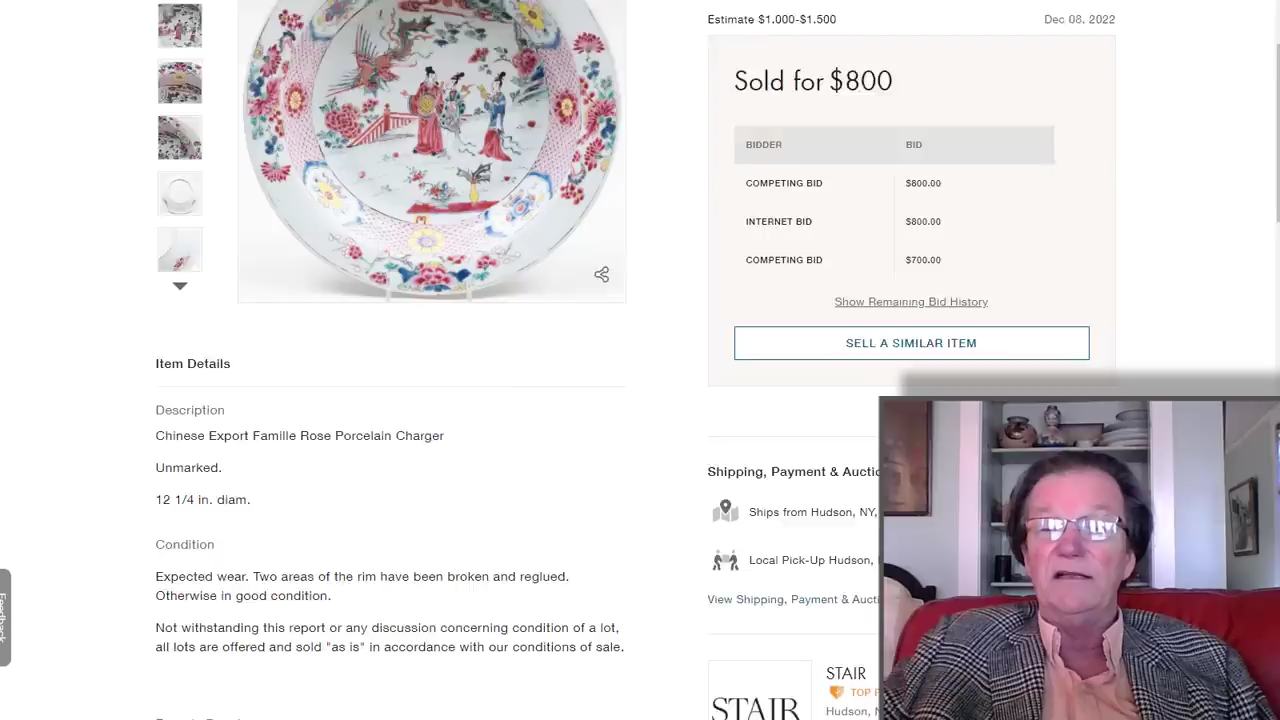 Estimate $1,000-$1,500
Dec 08, 2022
Sold for $800
BIDDER BID
COMPETING BID $800.00
INTERNET BID $800.00
COMPETING BID $700.00
Show Remaining Bid History
SELL A SIMILAR ITEM
Item Details
Description
Chinese Export Famille Rose Porcelain Charger
Unmarked.
12 1/4 in. diam.
Condition
Expected wear. Two areas of the rim have been broken and reglued.
Otherwise in good condition.
Not withstanding this report or any discussion concerning condition of a lot,
all lots are offered and sold "as is" in accordance with our conditions of sale.
Shipping, Payment &
Ships from Hudson, NY,
Local Pick-Up Hudson,
View Shipping, Payment &
STAIR
TOP
STAIR
Hudson,
Feedback